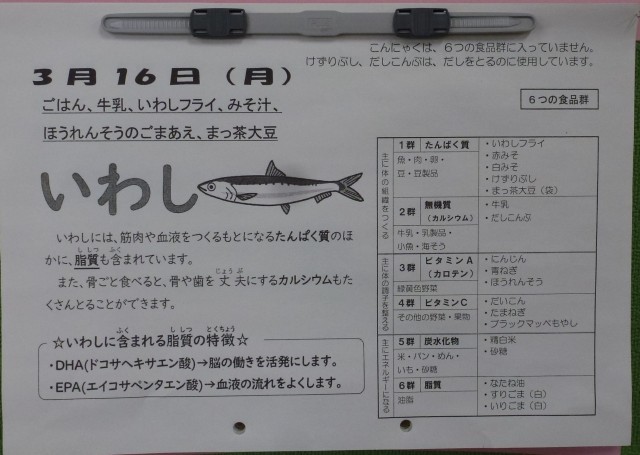 こんにゃくは、６つの食品群に入っていません。
けずりぶし、だしこんぶは、だしをとるのに使用しています。
３月１６日（月）
ごはん、牛乳、いわしフライ、みそ汁、
ほうれんそうのごまあえ、まっ茶大豆
いわし
いわしには、筋肉や血液をつくるもとになるたんぱく質のほ
かに、脂質も含まれています。
ししつ ふく
また、骨ごと食べると、骨や歯を丈夫にするカルシウムもた
じょうぶ
くさんとることができます。
☆いわしに含まれる脂質の特徴☆
ふく ししつ とくちょう
・DHA(ドコサヘキサエン酸)→脳の働きを活発にします。
・EPA(エイコサペンタエン酸)→血液の流れをよくします。
６つの食品群
主に体の組織をつくる
１群 たんぱく質
魚・肉・卵・
豆・豆製品
・いわしフライ
・赤みそ
・白みそ
・けずりぶし
・まっ茶大豆（袋）
２群 無機質
（カルシウム）
牛乳・乳製品・
小魚・海そう
・牛乳
・だしこんぶ
主に体の調子を整える
３群 ビタミンA
（カロテン）
緑黄色野菜
・にんじん
・青ねぎ
・ほうれんそう
４群 ビタミンC
その他の野菜・果物
・だいこん
・たまねぎ
・ブラックマッペもやし
主にエネルギーになる
５群 炭水化物
米・パン・めん・
いも・砂糖
・精白米
・砂糖
６群 脂質
油脂
・なたね油
・すりごま（白）
・いりごま（白）